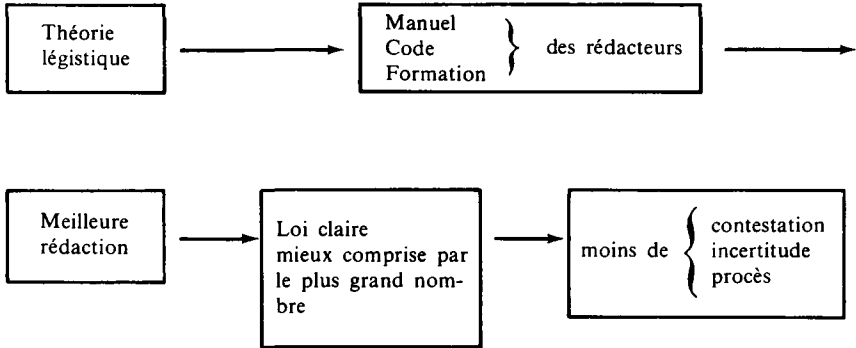 Théorie
légistique
Manuel
Code
Formation
des rédacteurs
Meilleure
rédaction
Loi claire
mieux comprise par
le plus grand nom-
bre
moins de
contestation
incertitude
procès